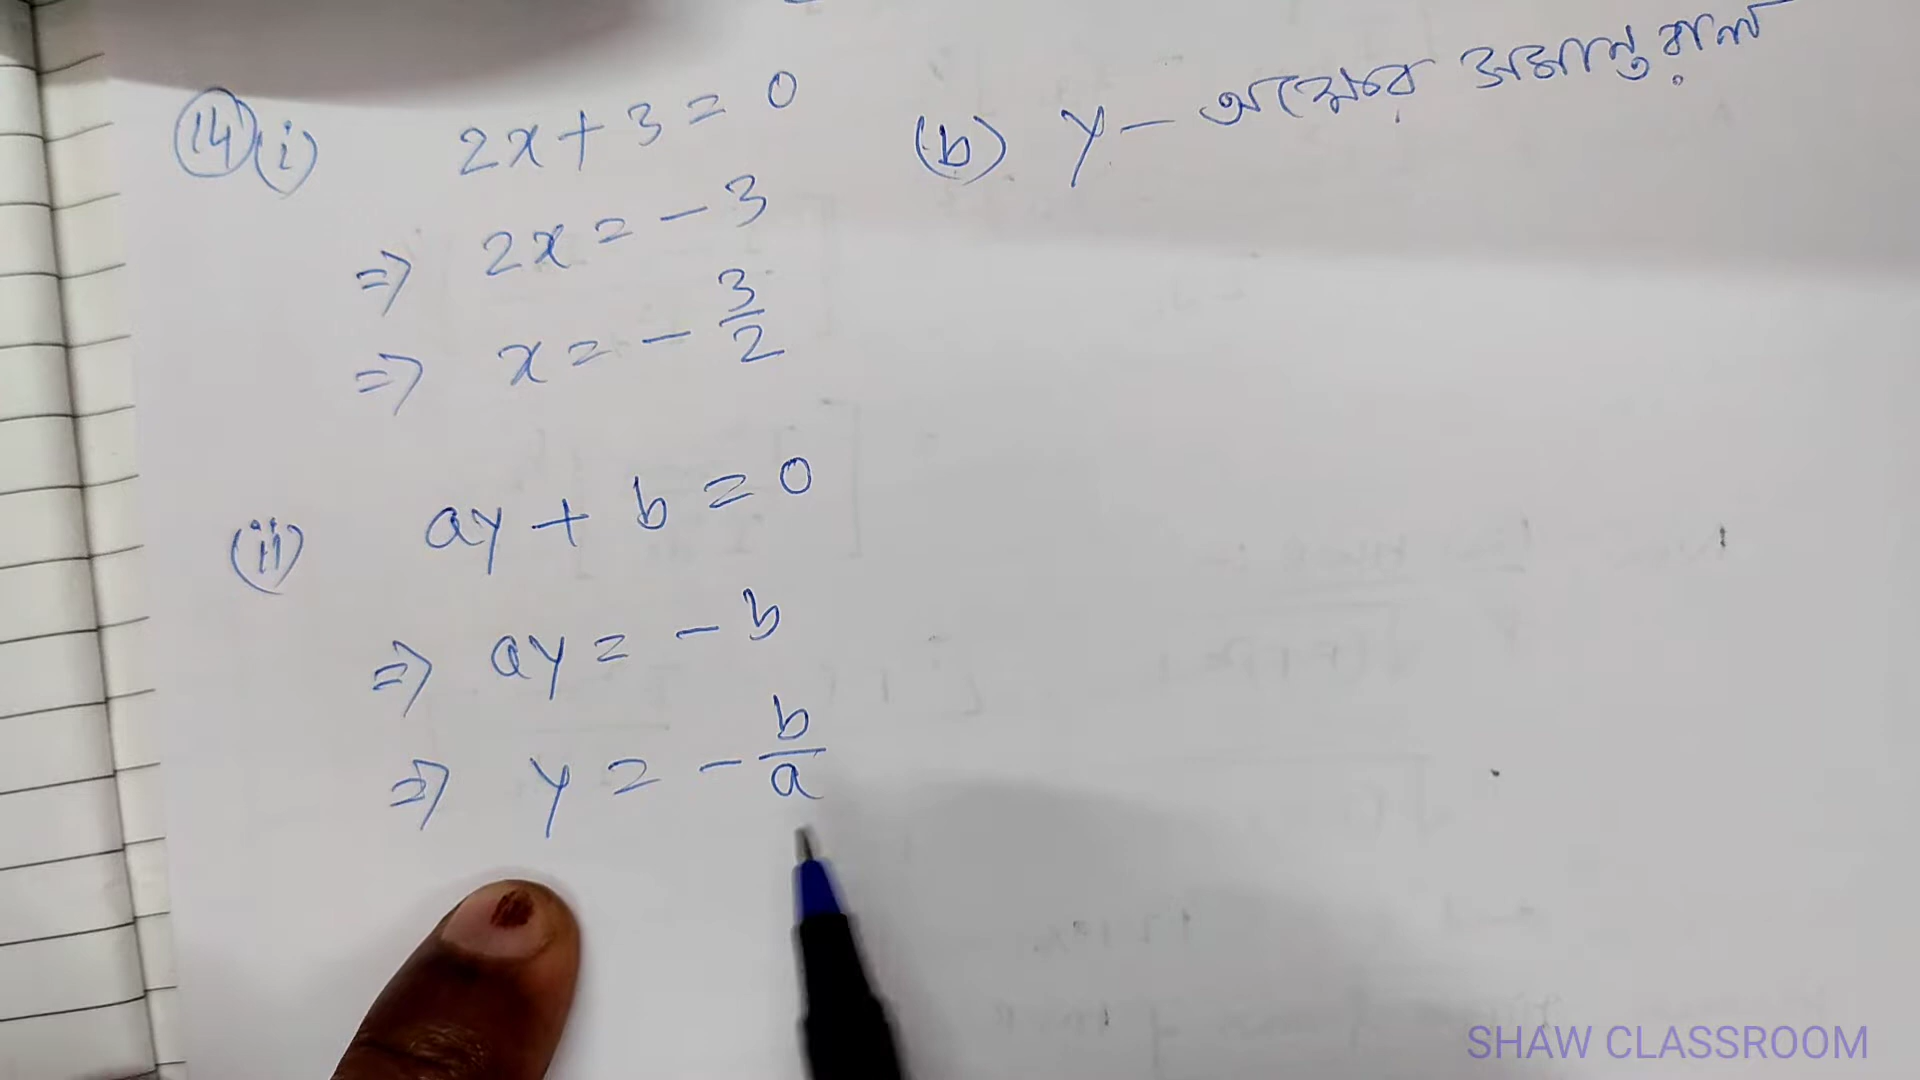 14 (i) 2x + 3 = 0 (b) y - অক্ষের সমান্তরাল
⇒ 2x = - 3
⇒ x = - 3/2
(ii) ay + b = 0
⇒ ay = - b
⇒ y = - b/a
SHAW CLASSROOM